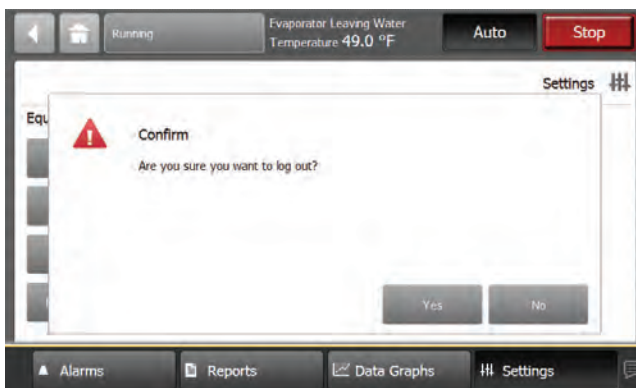 Running
Evaporator Leaving Water
Temperature 49.0 °F
Auto
Stop
Settings
Equ
Confirm
Are you sure you want to log out?
Yes
No
Alarms
Reports
Data Graphs
Settings